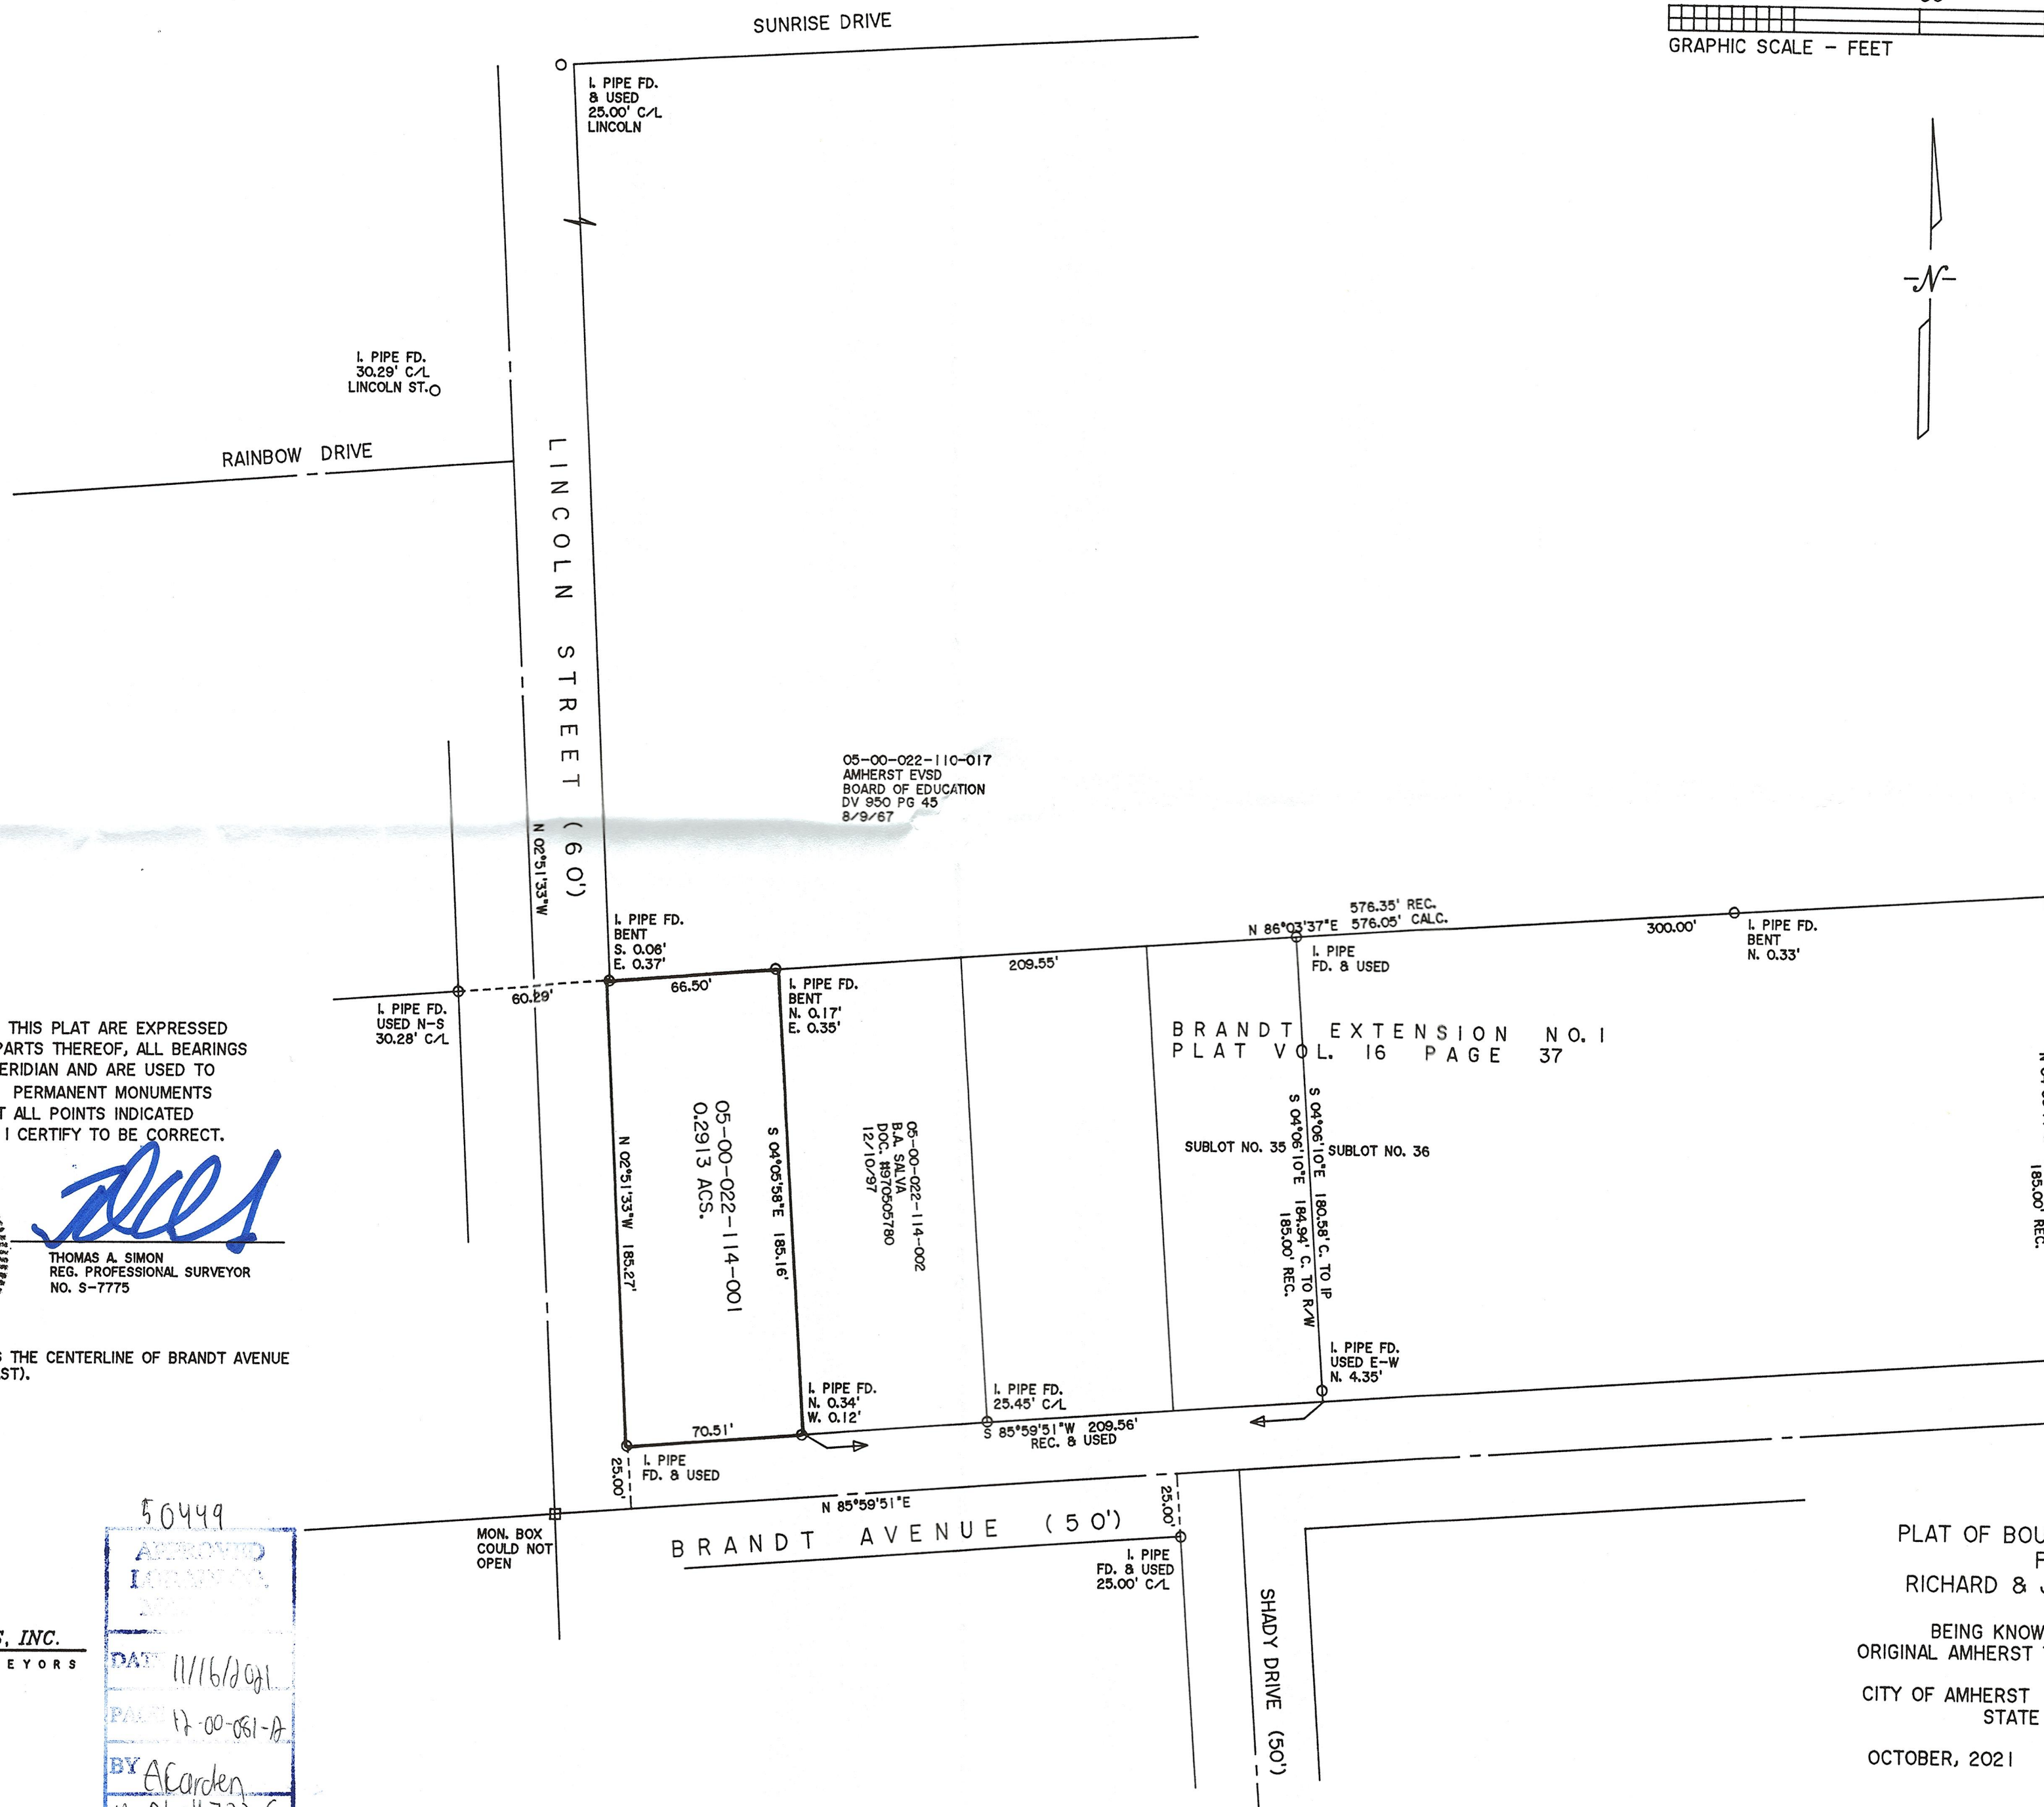 SUNRISE DRIVE
GRAPHIC SCALE - FEET
I. PIPE FD.
& USED
25.00' C/L
LINCOLN
-N-
I. PIPE FD.
30.29' C/L
LINCOLN ST.
RAINBOW DRIVE
LINCOLN STREET (60')
N 02°51'33"W
05-00-022-110-017
AMHERST EVSD
BOARD OF EDUCATION
DV 950 PG 45
8/9/67
I. PIPE FD.
BENT
S. 0.06'
E. 0.37'
576.35' REC.
N 86°03'37"E 576.05' CALC.
300.00'
I. PIPE FD.
BENT
N. 0.33'
I. PIPE
FD. & USED
209.55'
66.50'
60.29'
I. PIPE FD.
BENT
N. 0.17'
E. 0.35'
I. PIPE FD.
USED N-S
30.28' C/L
THIS PLAT ARE EXPRESSED
PARTS THEREOF, ALL BEARINGS
ERIDIAN AND ARE USED TO
PERMANENT MONUMENTS
T ALL POINTS INDICATED
I CERTIFY TO BE CORRECT.
THOMAS A. SIMON
REG. PROFESSIONAL SURVEYOR
NO. S-7775
S THE CENTERLINE OF BRANDT AVENUE
ST).
BRANDT EXTENSION NO. 1
PLAT VOL. 16 PAGE 37
N 02°51'33"W 185.27'
05-00-022-114-001
0.2913 ACS.
S 04°05'58"E 185.16'
05-00-022-114-002
B.A. SALVA
DOC. #970505780
12/10/97
SUBLOT NO. 35
SUBLOT NO. 36
S 04°06'10"E 180.58' C. TO IP
S 04°06'10"E 184.94' C. TO R/W
185.00' REC.
185.00' REC.
I. PIPE FD.
USED E-W
N. 4.35'
I. PIPE FD.
N. 0.34'
W. 0.12'
I. PIPE FD.
25.45' C/L
S 85°59'51"W 209.56'
REC. & USED
70.51'
I. PIPE
FD. & USED
25.00'
N 85°59'51"E
25.00'
BRANDT AVENUE (50')
MON. BOX
COULD NOT
OPEN
I. PIPE
FD. & USED
25.00' C/L
SHADY DRIVE (50')
50449
APPROVED
LORAIN CO.
DATE 11/16/2021
PAGE 12-00-081-A
BY ACarden
S, INC.
EYORS
PLAT OF BOU
F
RICHARD & J
BEING KNOW
ORIGINAL AMHERST T
CITY OF AMHERST
STATE
OCTOBER, 2021